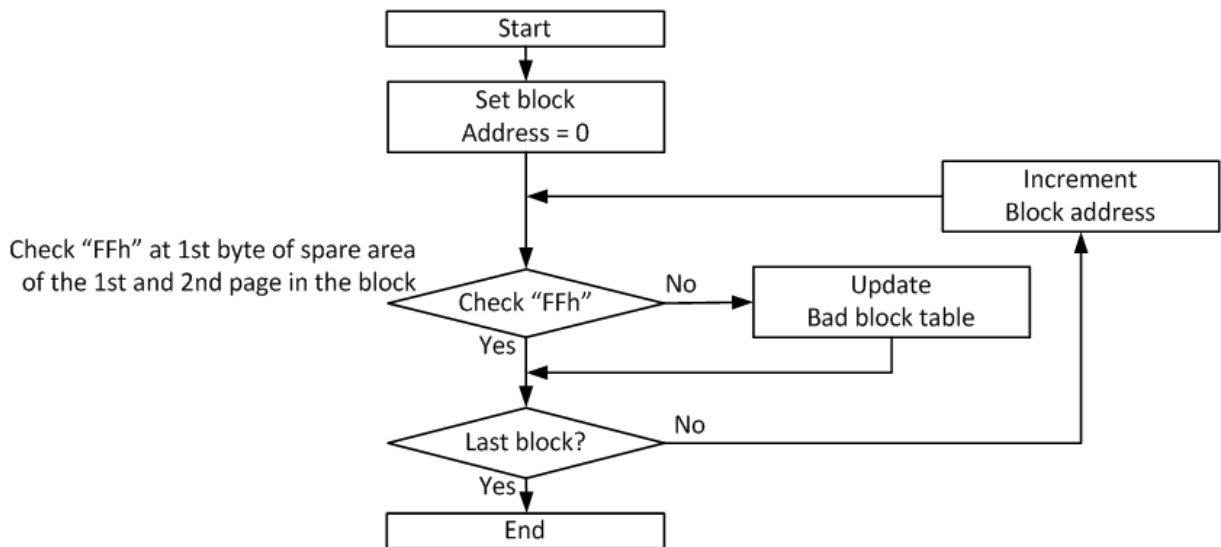 Start
Set block
Address = 0
Increment
Block address
Check “FFh” at 1st byte of spare area
of the 1st and 2nd page in the block
Check “FFh”
No
Update
Bad block table
Yes
Last block?
No
Yes
End